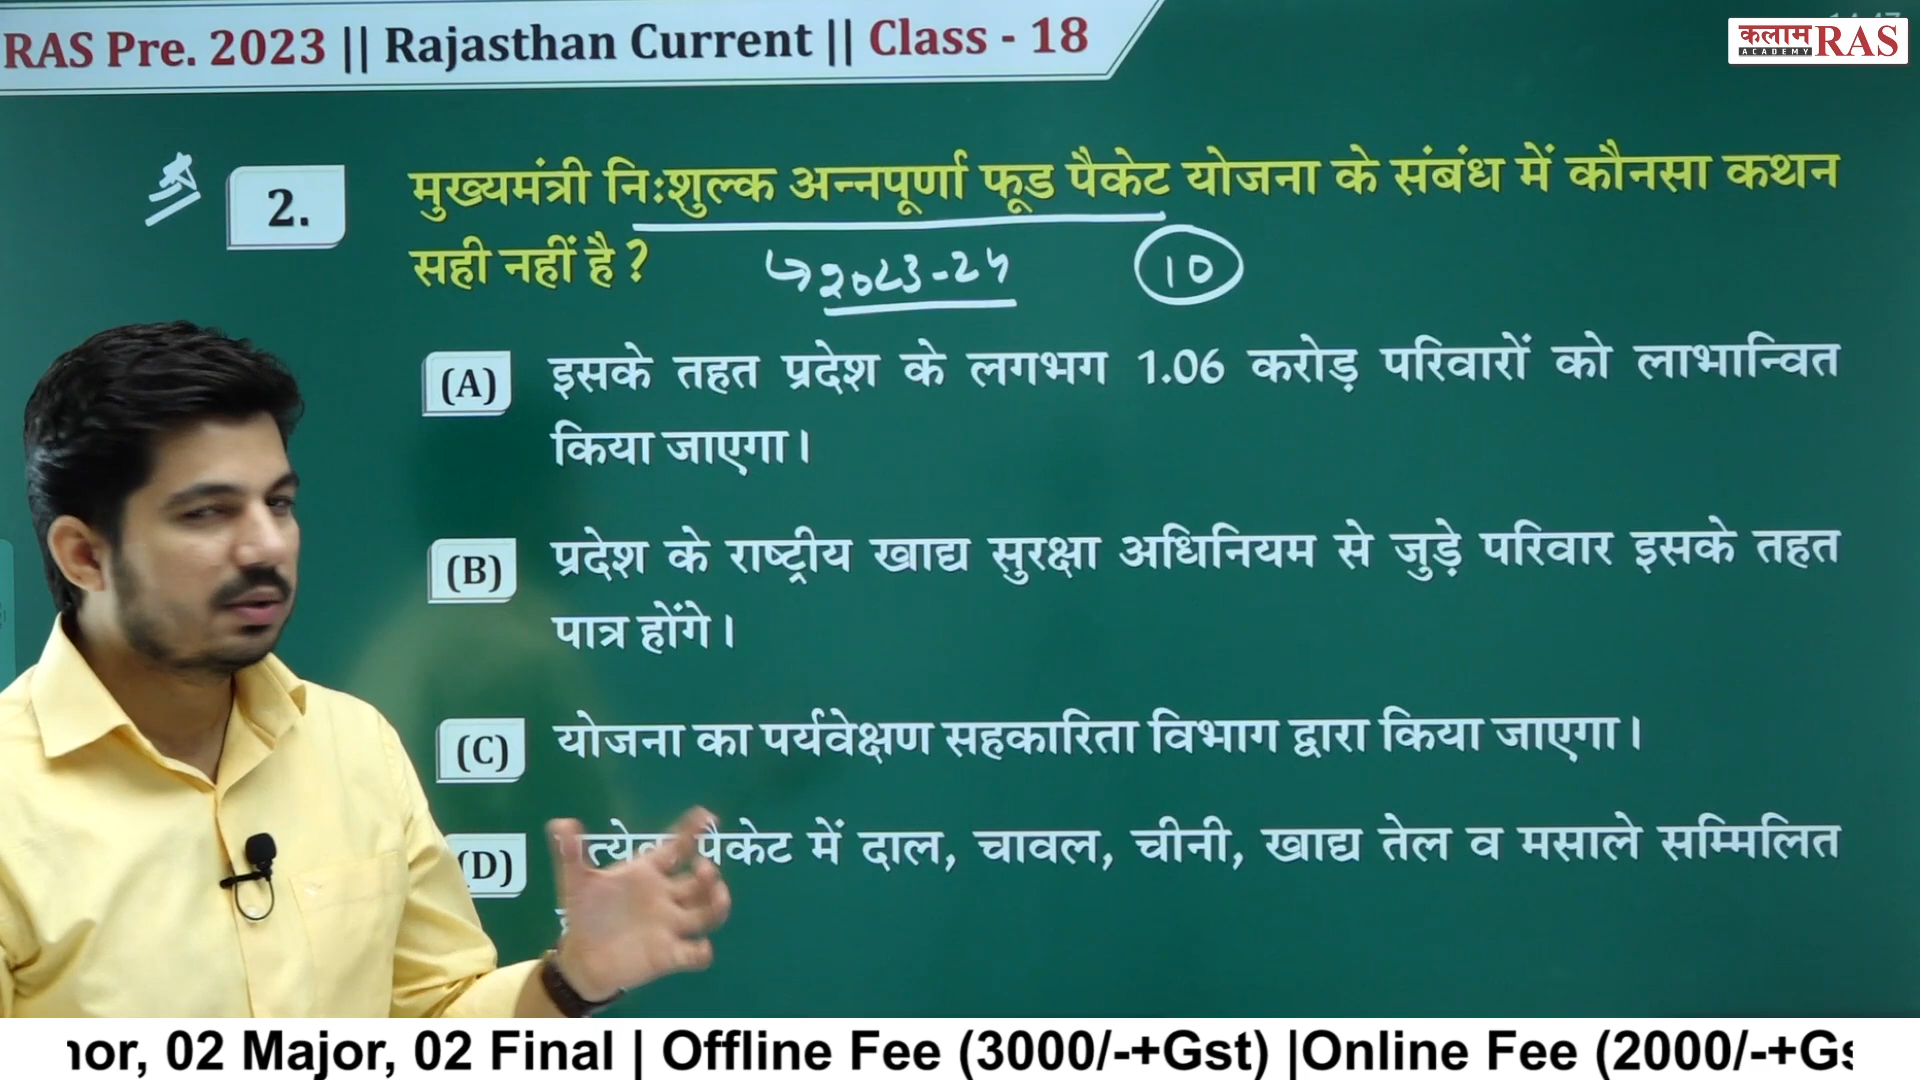 RAS Pre. 2023 || Rajasthan Current || Class - 18
कलाम ACADEMY RAS
2. मुख्यमंत्री निःशुल्क अन्नपूर्णा फूड पैकेट योजना के संबंध में कौनसा कथन
सही नहीं है ?
2023-24 10
(A) इसके तहत प्रदेश के लगभग 1.06 करोड़ परिवारों को लाभान्वित
किया जाएगा।
(B) प्रदेश के राष्ट्रीय खाद्य सुरक्षा अधिनियम से जुड़े परिवार इसके तहत
पात्र होंगे।
(C) योजना का पर्यवेक्षण सहकारिता विभाग द्वारा किया जाएगा।
(D) पैकेट में दाल, चावल, चीनी, खाद्य तेल व मसाले सम्मिलित
02 Major, 02 Final | Offline Fee (3000/-+Gst) |Online Fee (2000/-+Gs